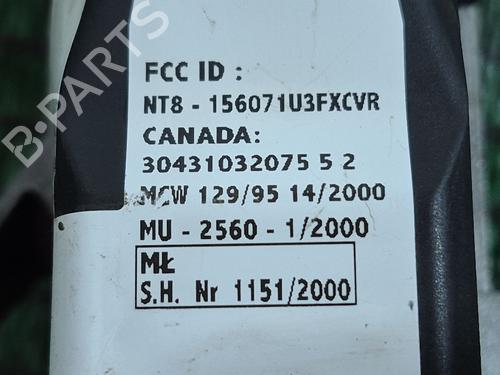 FCC ID :
NT8 - 156071U3FXCVR
CANADA:
30431032075 5 2
MCW 129/95 14/2000
MU - 2560 - 1/2000
MŁ
S.H. Nr 1151/2000
B-PARTS